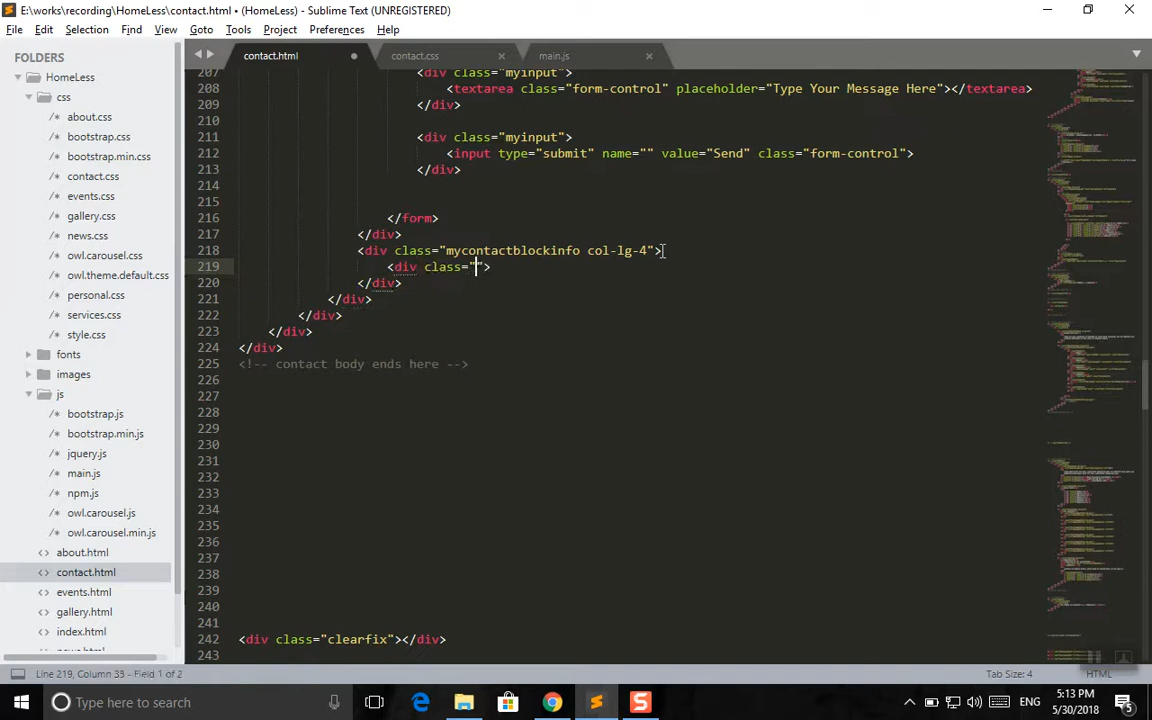 E:\works\recording\HomeLess\contact.html • (HomeLess) - Sublime Text (UNREGISTERED)
File Edit Selection Find View Goto Tools Project Preferences Help
FOLDERS
HomeLess
css
about.css
bootstrap.css
bootstrap.min.css
contact.css
events.css
gallery.css
news.css
owl.carousel.css
owl.theme.default.css
personal.css
services.css
style.css
fonts
images
js
bootstrap.js
bootstrap.min.js
jquery.js
main.js
npm.js
owl.carousel.js
owl.carousel.min.js
about.html
contact.html
events.html
gallery.html
index.html
contact.html contact.css main.js
207 <div class="myinput">
208 <textarea class="form-control" placeholder="Type Your Message Here"></textarea>
209 </div>
210
211 <div class="myinput">
212 <input type="submit" name="" value="Send" class="form-control">
213 </div>
214
215
216 </form>
217 </div>
218 <div class="mycontactblockinfo col-lg-4">
219 <div class="">
220 </div>
221 </div>
222 </div>
223 </div>
224 </div>
225 <!-- contact body ends here -->
226
227
228
229
230
231
232
233
234
235
236
237
238
239
240
241
242 <div class="clearfix"></div>
243
Line 219, Column 33 - Field 1 of 2 Tab Size: 4 HTML
Type here to search ENG 5:13 PM
5/30/2018 5